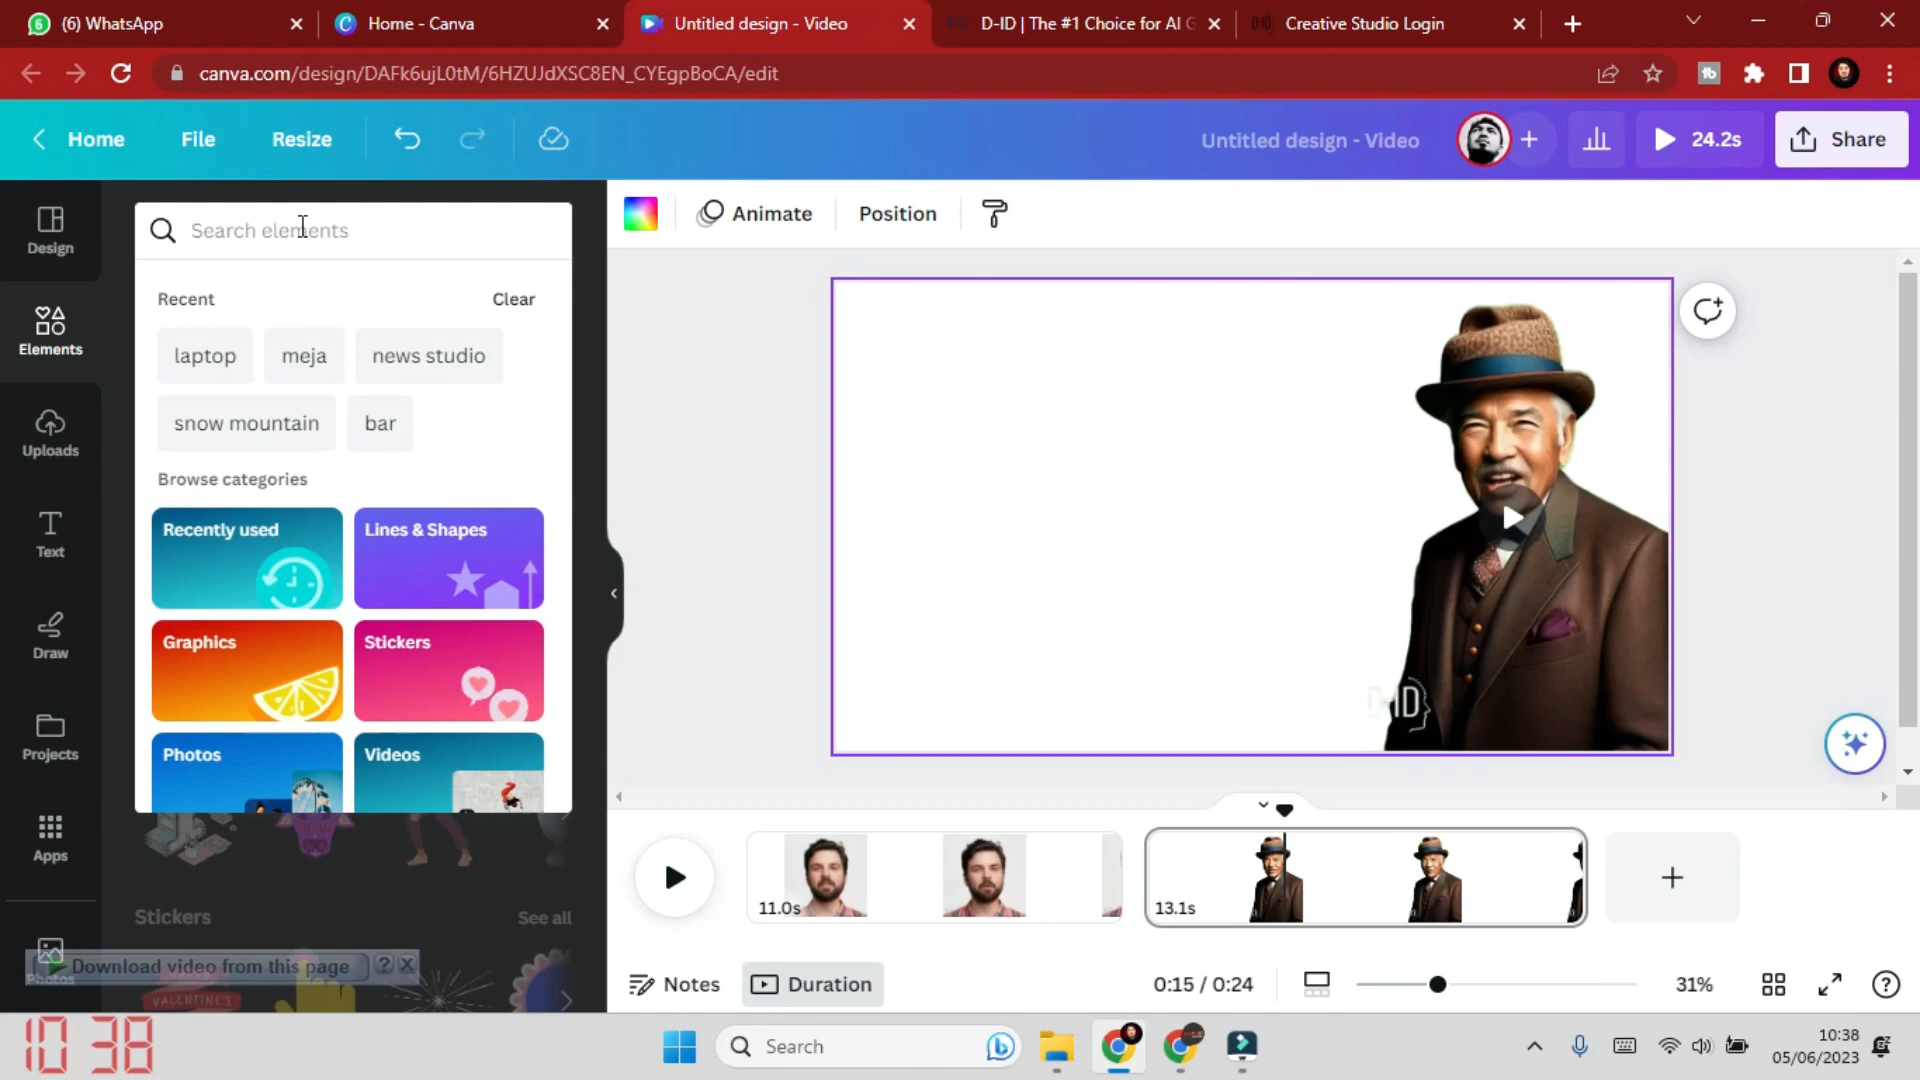 (6) WhatsApp
Home - Canva
Untitled design - Video
D-ID | The #1 Choice for AI G
Creative Studio Login
canva.com/design/DAFk6ujL0tM/6HZUJdXSC8EN_CYEgpBoCA/edit
Home
File
Resize
Untitled design - Video
24.2s
Share
Design
Elements
Uploads
Text
Draw
Projects
Apps
Photos
Search elements
Recent
Clear
laptop
meja
news studio
snow mountain
bar
Browse categories
Recently used
Lines & Shapes
Graphics
Stickers
Photos
Videos
Stickers
See all
VALENTINE'S
Download video from this page
Animate
Position
11.0s
13.1s
Notes
Duration
0:15 / 0:24
31%
10 38
Search
10:38
05/06/2023